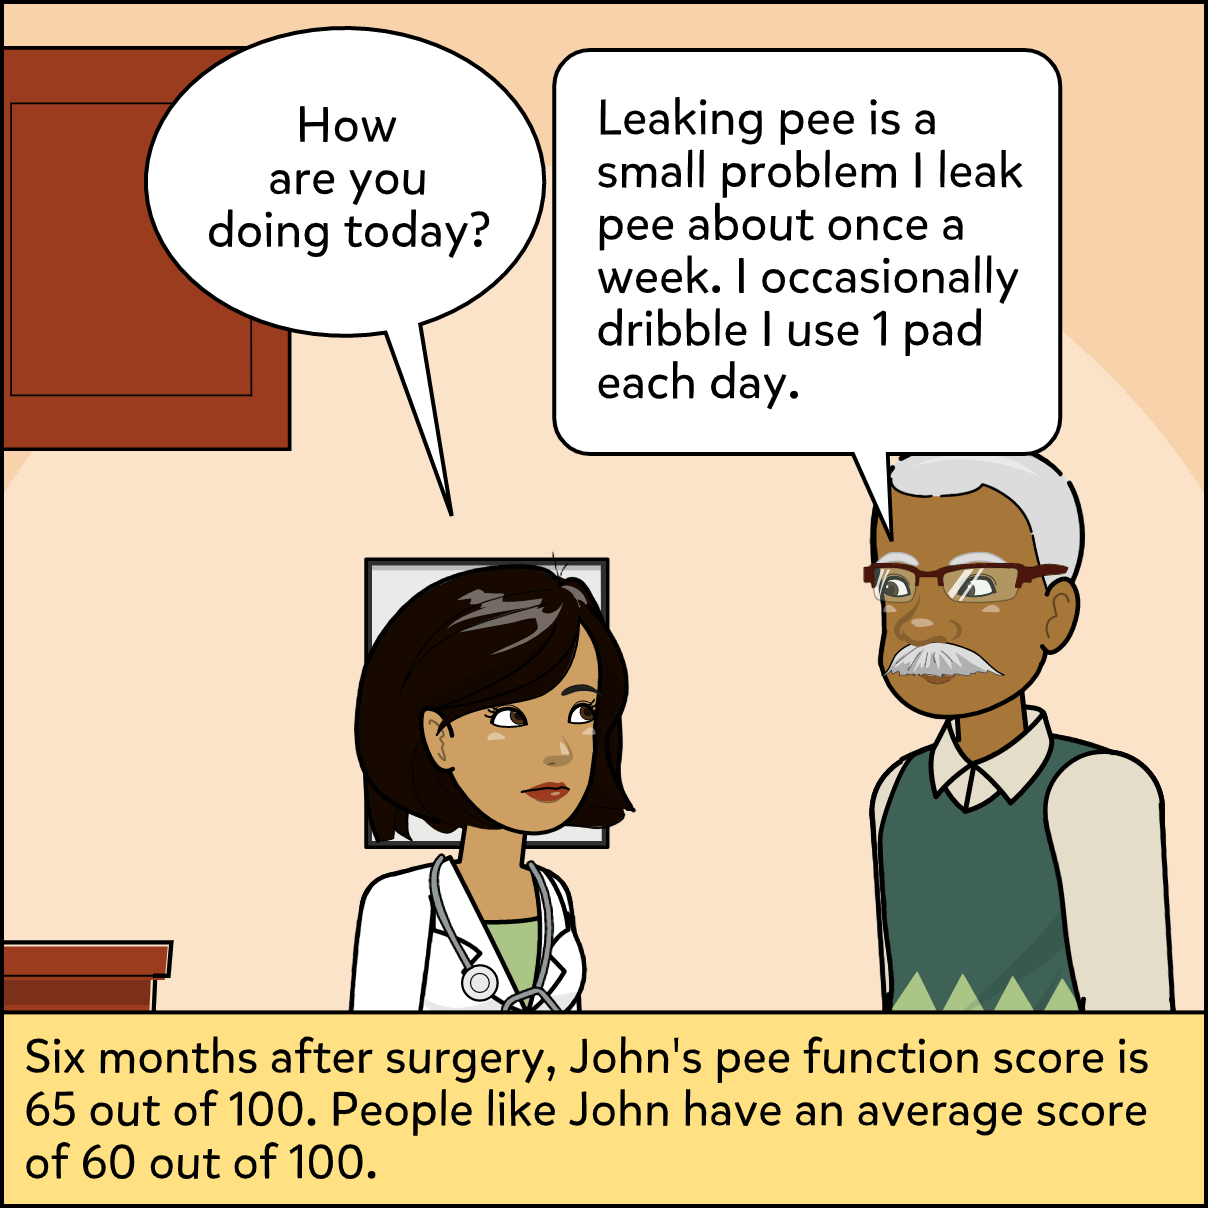 How
are you
doing today?
Leaking pee is a
small problem I leak
pee about once a
week. I occasionally
dribble I use 1 pad
each day.
Six months after surgery, John's pee function score is
65 out of 100. People like John have an average score
of 60 out of 100.